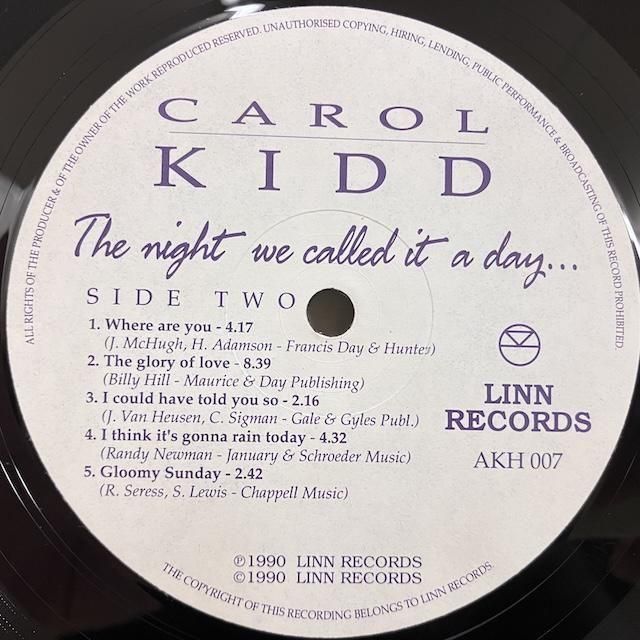 ALL RIGHTS OF THE PRODUCER & OF THE OWNER OF THE WORK REPRODUCED RESERVED. UNAUTHORISED COPYING, HIRING, LENDING, PUBLIC PERFORMANCE & BROADCASTING OF THIS RECORD PROHIBITED.
CAROL
KIDD
The night we called it a day...
SIDE TWO
1. Where are you - 4.17
(J. McHugh, H. Adamson - Francis Day & Hunter)
2. The glory of love - 8.39
(Billy Hill - Maurice & Day Publishing)
3. I could have told you so - 2.16
(J. Van Heusen, C. Sigman - Gale & Gyles Publ.)
4. I think it's gonna rain today - 4.32
(Randy Newman - January & Schroeder Music)
5. Gloomy Sunday - 2.42
(R. Seress, S. Lewis - Chappell Music)
LINN
RECORDS
AKH 007
℗1990 LINN RECORDS
©1990 LINN RECORDS
THE COPYRIGHT OF THIS RECORDING BELONGS TO LINN RECORDS.